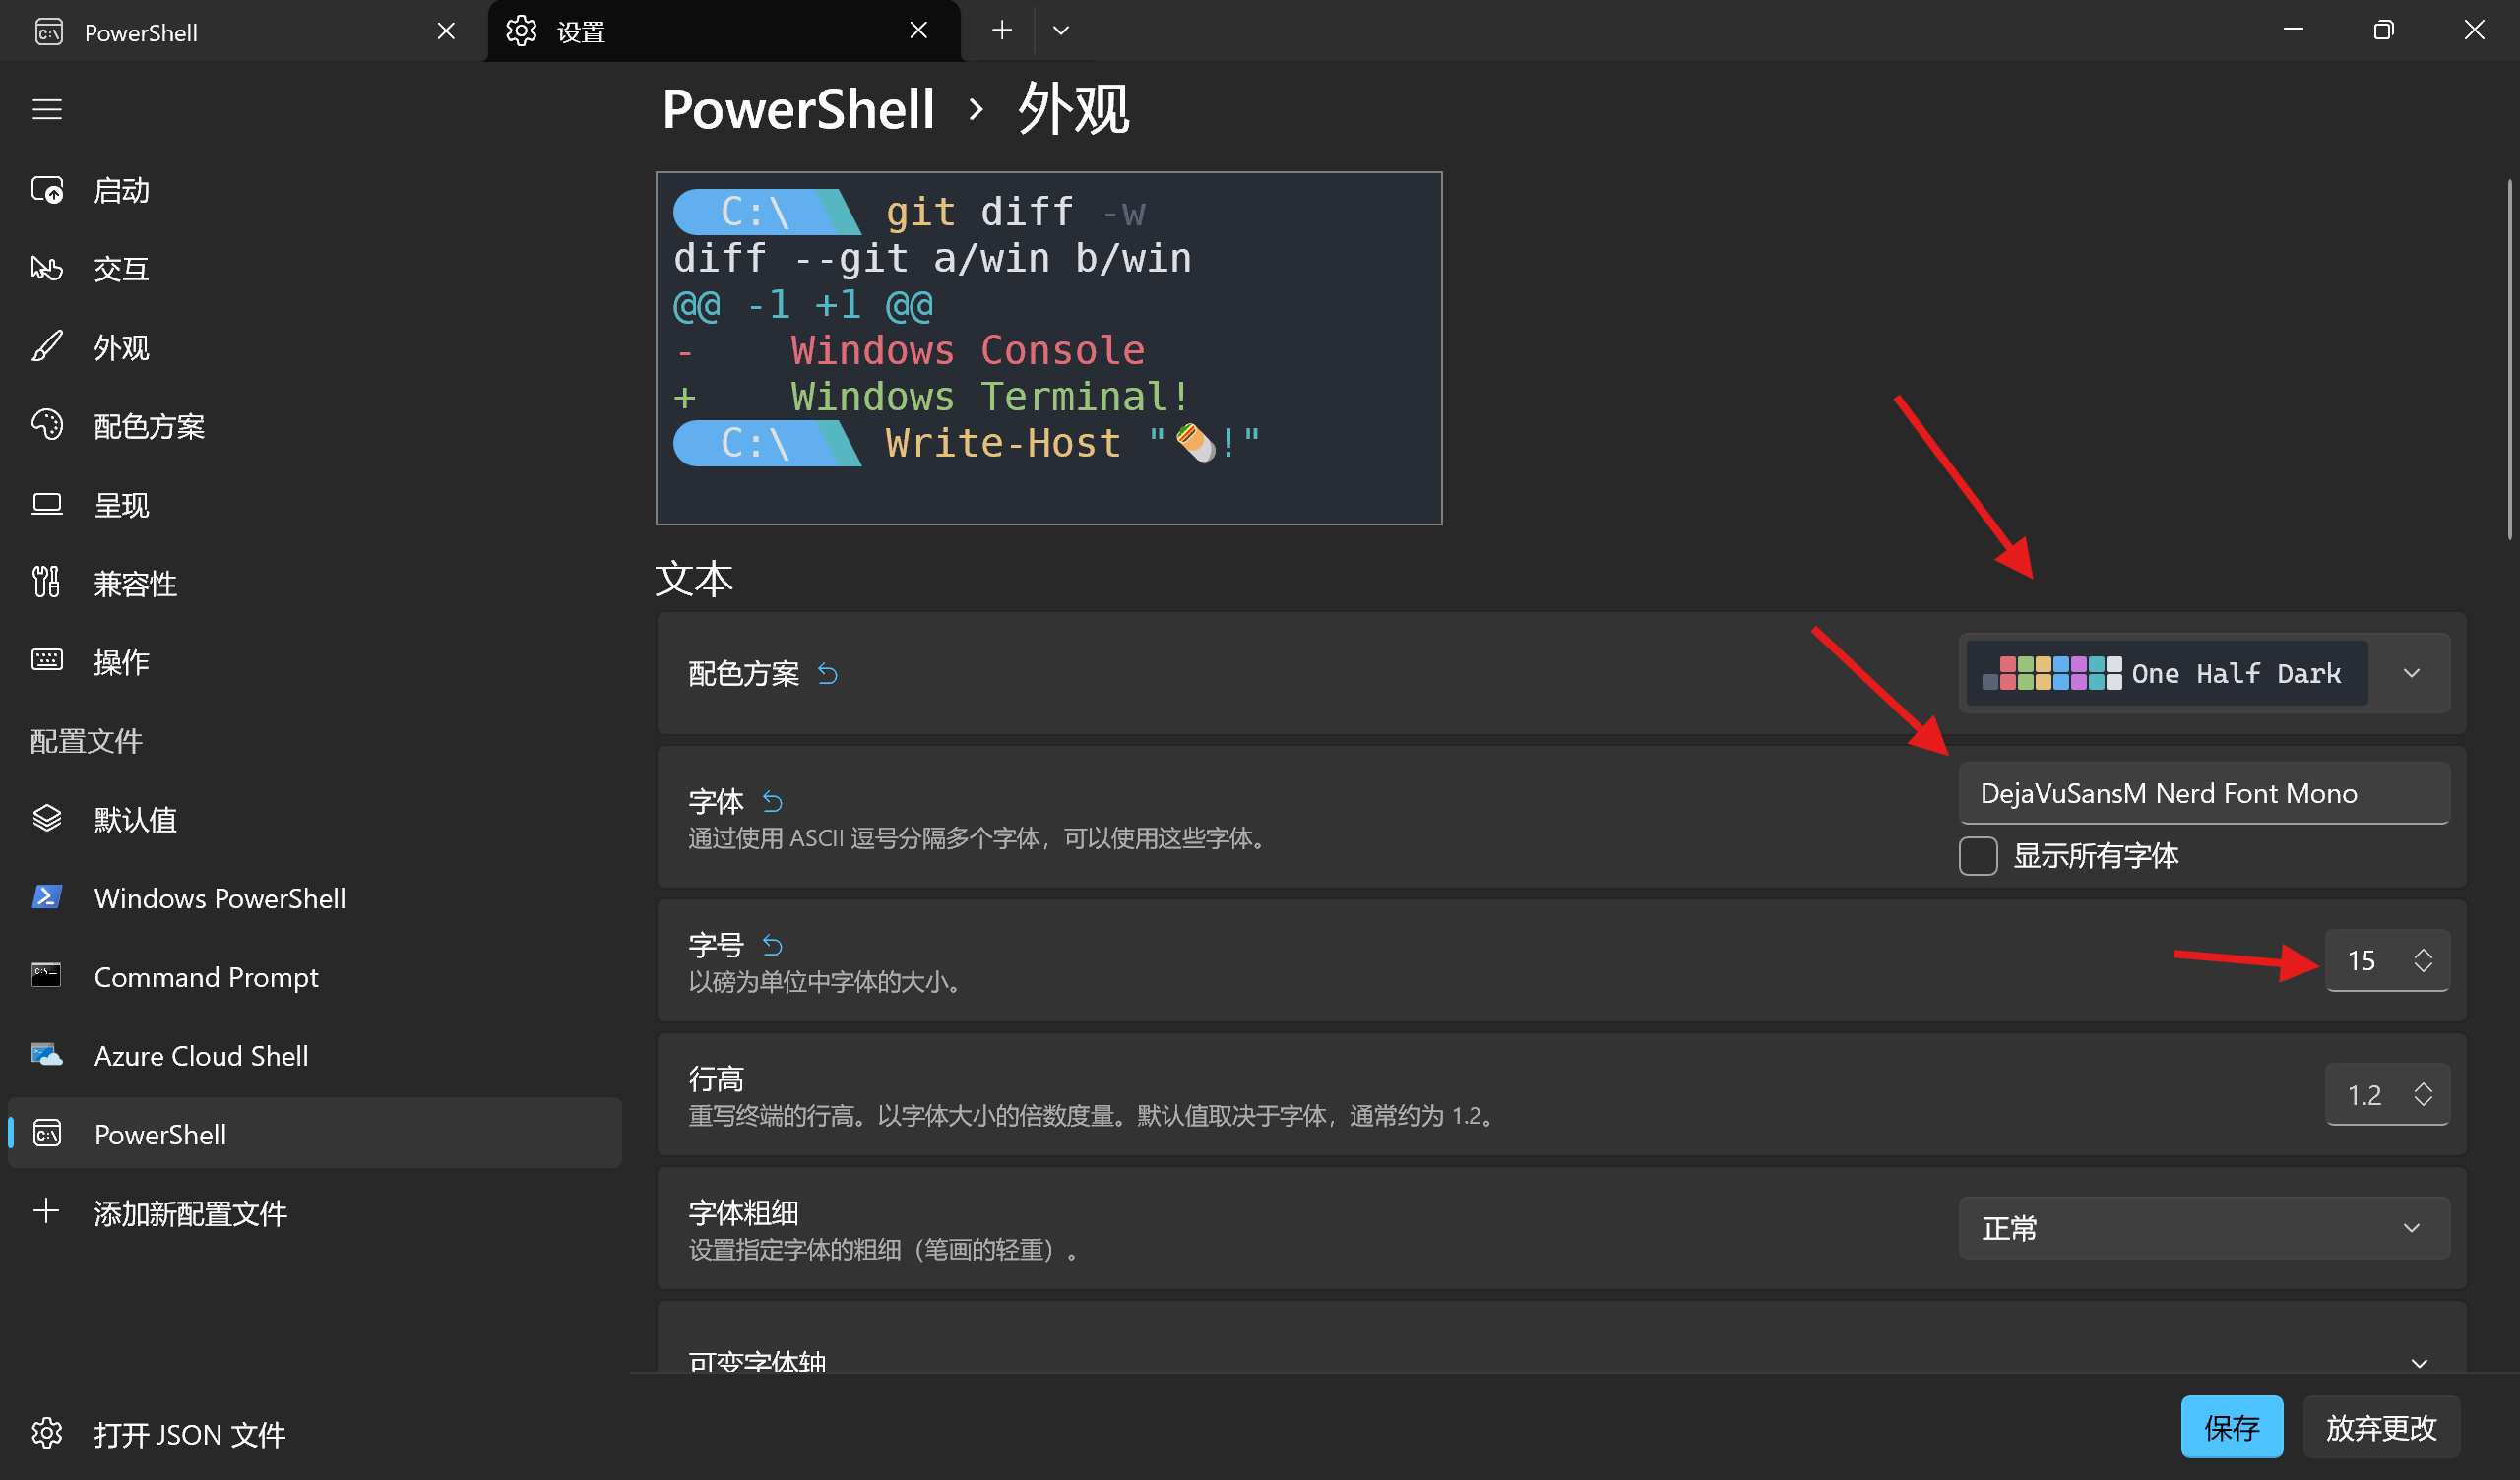 PowerShell
设置
启动
交互
外观
配色方案
呈现
兼容性
操作
配置文件
默认值
Windows PowerShell
Command Prompt
Azure Cloud Shell
PowerShell
添加新配置文件
打开 JSON 文件
PowerShell › 外观
C:\ git diff -w
diff --git a/win b/win
@@ -1 +1 @@
-    Windows Console
+    Windows Terminal!
C:\ Write-Host "🌯!"
文本
配色方案
One Half Dark
字体
通过使用 ASCII 逗号分隔多个字体，可以使用这些字体。
DejaVuSansM Nerd Font Mono
显示所有字体
字号
以磅为单位中字体的大小。
15
行高
重写终端的行高。以字体大小的倍数度量。默认值取决于字体，通常约为 1.2。
1.2
字体粗细
设置指定字体的粗细（笔画的轻重）。
正常
可变字体轴
保存
放弃更改